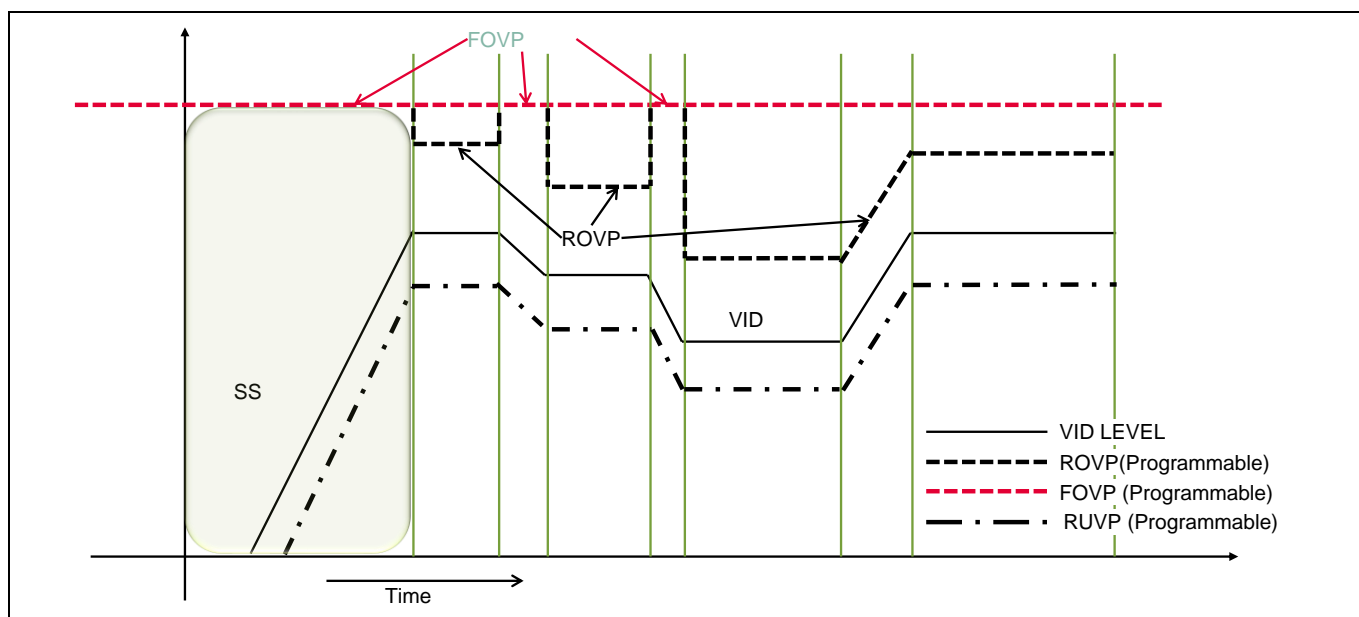 FOVP
ROVP
VID
SS
VID LEVEL
ROVP(Programmable)
FOVP (Programmable)
RUVP (Programmable)
Time